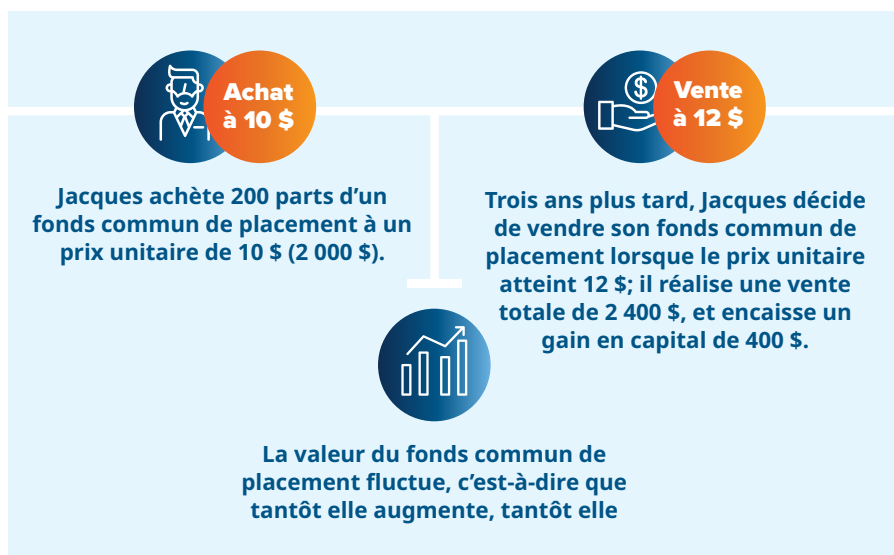 Achat
à 10 $
Jacques achète 200 parts d’un
fonds commun de placement à un
prix unitaire de 10 $ (2 000 $).
$
Vente
à 12 $
Trois ans plus tard, Jacques décide
de vendre son fonds commun de
placement lorsque le prix unitaire
atteint 12 $; il réalise une vente
totale de 2 400 $, et encaisse un
gain en capital de 400 $.
La valeur du fonds commun de
placement fluctue, c’est-à-dire que
tantôt elle augmente, tantôt elle